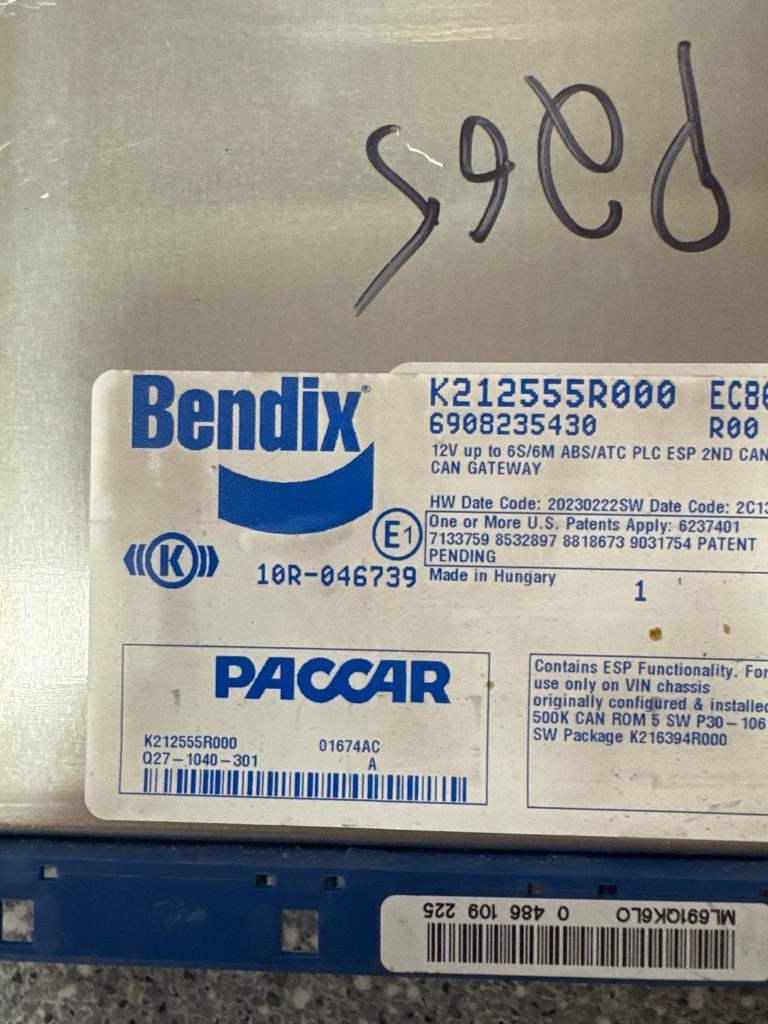 Bendix®
K212555R000 EC80
6908235430 R00
12V up to 6S/6M ABS/ATC PLC ESP 2ND CAN
CAN GATEWAY
HW Date Code: 20230222SW Date Code: 2C13
One or More U.S. Patents Apply: 6237401
7133759 8532897 8818673 9031754 PATENT
PENDING
E1
K
10R-046739
Made in Hungary
1
PACCAR
K212555R000 01674AC
Q27-1040-301 A
Contains ESP Functionality. For
use only on VIN chassis
originally configured & installed
500K CAN ROM 5 SW P30-106
SW Package K216394R000
ML691QK6LO 0 486 109 225